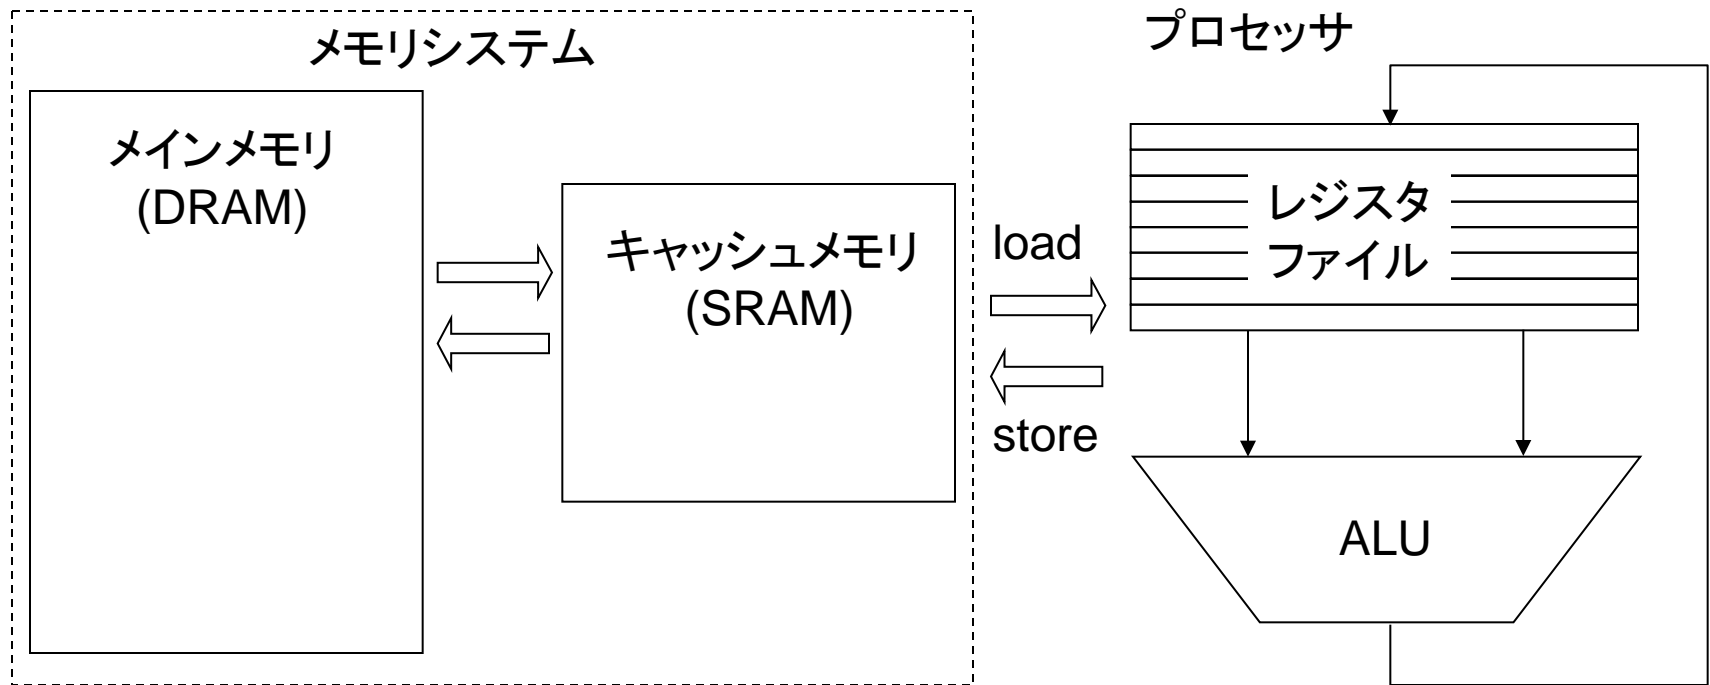 メモリシステム
メインメモリ
(DRAM)
キャッシュメモリ
(SRAM)
load
store
プロセッサ
レジスタ
ファイル
ALU